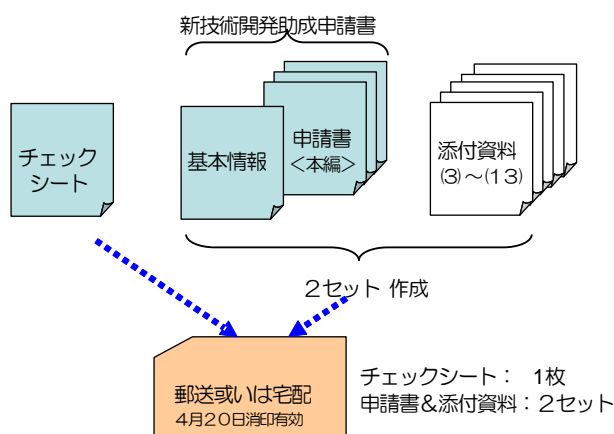 新技術開発助成申請書
チェック
シート
基本情報
申請書
＜本編＞
添付資料
(3)～(13)
２セット 作成
郵送或いは宅配
４月２０日消印有効
チェックシート： 1枚
申請書＆添付資料：２セット